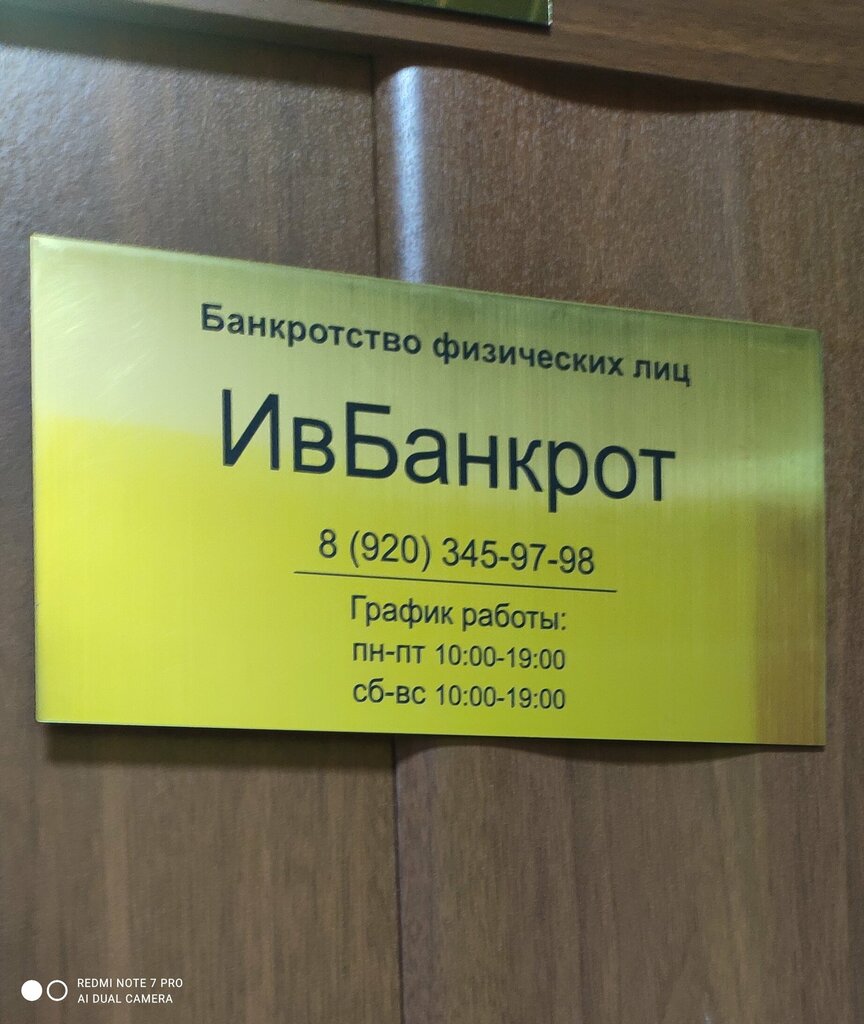 Банкротство физических лиц
ИвБанкрот
8 (920) 345-97-98
График работы:
пн-пт 10:00-19:00
сб-вс 10:00-19:00
REDMI NOTE 7 PRO
AI DUAL CAMERA